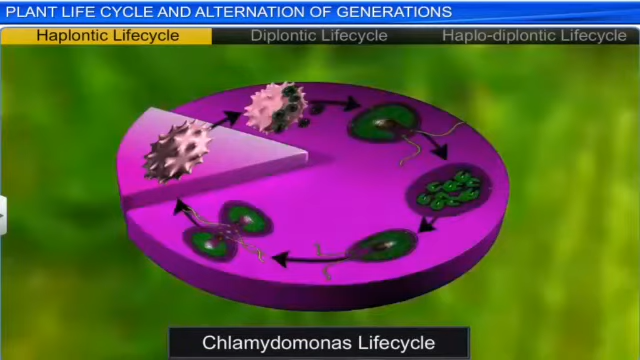 PLANT LIFE CYCLE AND ALTERNATION OF GENERATIONS
Haplontic Lifecycle
Diplontic Lifecycle
Haplo-diplontic Lifecycle
Chlamydomonas Lifecycle